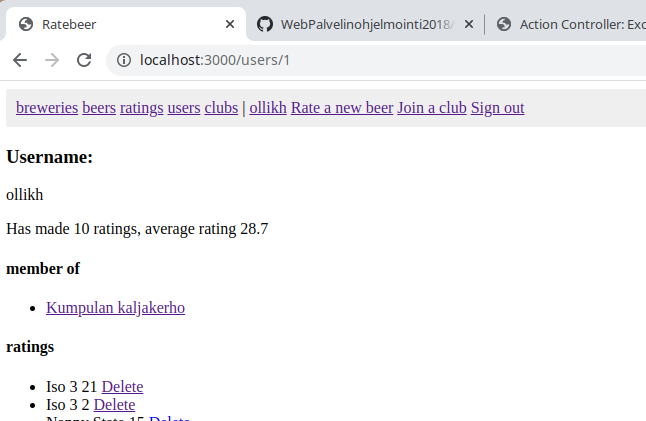 Ratebeer
WebPalvelinohjelmointi2018/
Action Controller: Exc
localhost:3000/users/1
breweries beers ratings users clubs | ollikh Rate a new beer Join a club Sign out
Username:
ollikh
Has made 10 ratings, average rating 28.7
member of
Kumpulan kaljakerho
ratings
Iso 3 21 Delete
Iso 3 2 Delete